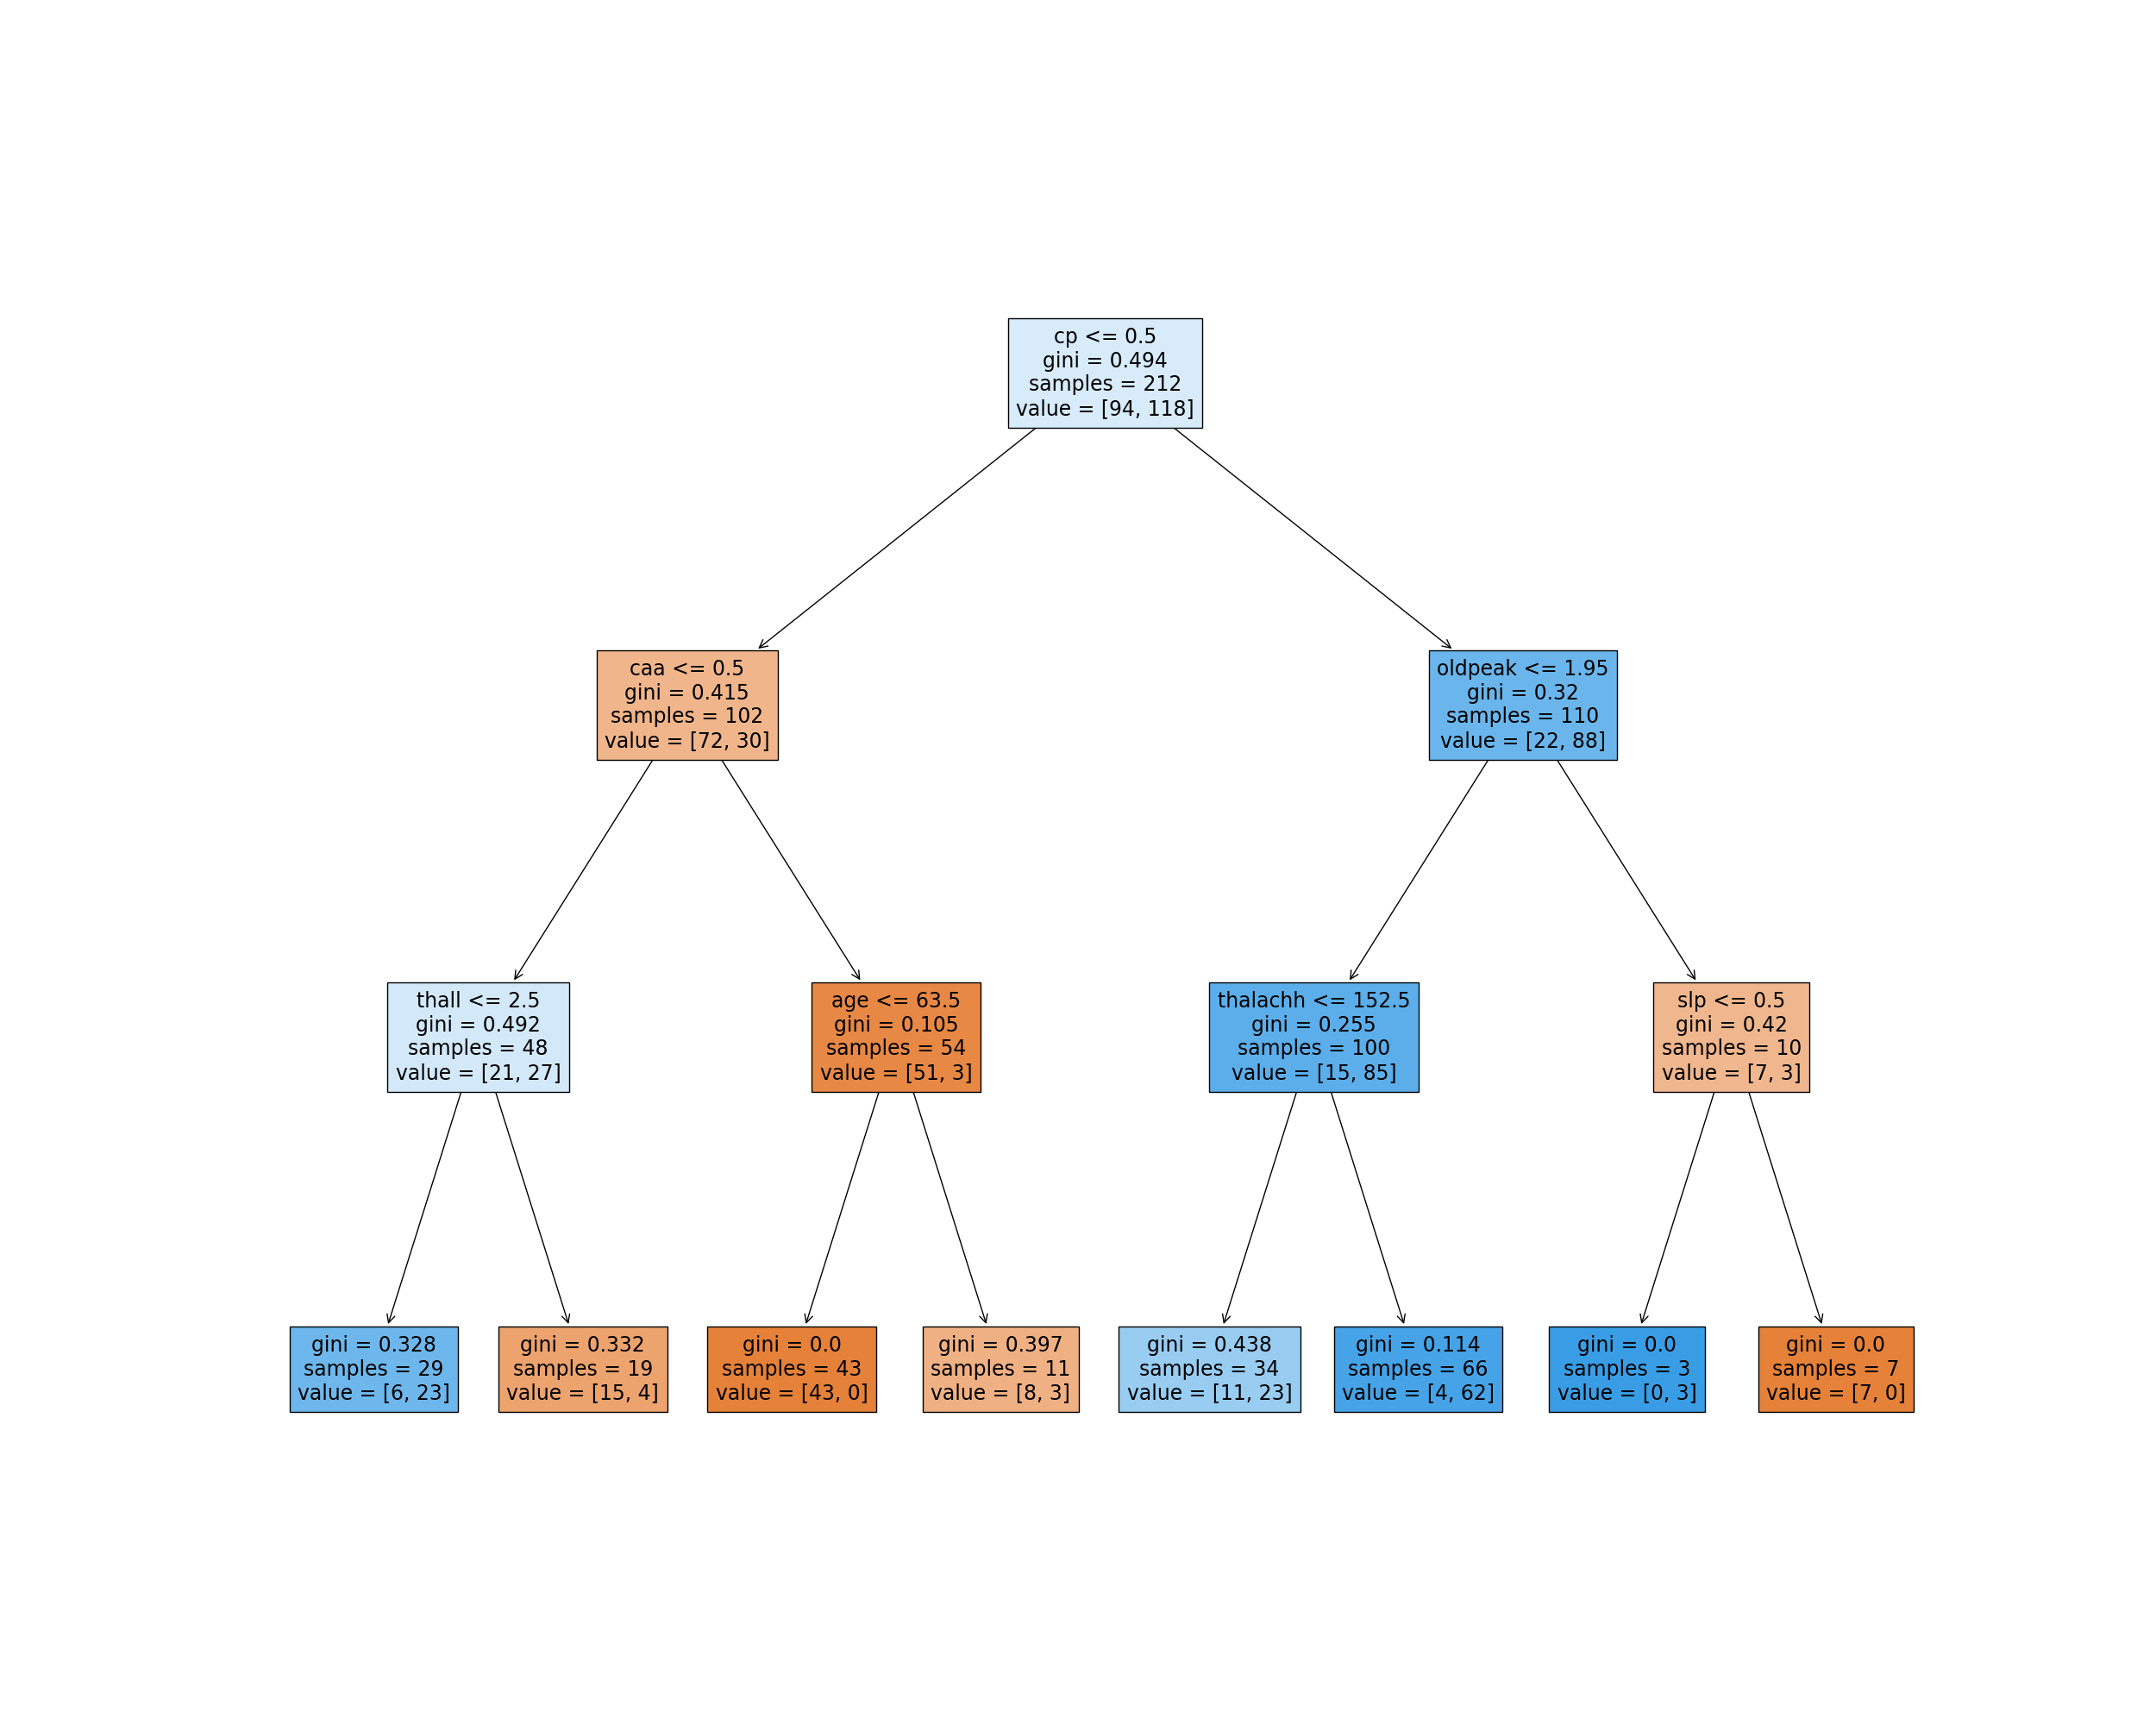 cp <= 0.5
gini = 0.494
samples = 212
value = [94, 118]
caa <= 0.5
gini = 0.415
samples = 102
value = [72, 30]
oldpeak <= 1.95
gini = 0.32
samples = 110
value = [22, 88]
thall <= 2.5
gini = 0.492
samples = 48
value = [21, 27]
age <= 63.5
gini = 0.105
samples = 54
value = [51, 3]
thalachh <= 152.5
gini = 0.255
samples = 100
value = [15, 85]
slp <= 0.5
gini = 0.42
samples = 10
value = [7, 3]
gini = 0.328
samples = 29
value = [6, 23]
gini = 0.332
samples = 19
value = [15, 4]
gini = 0.0
samples = 43
value = [43, 0]
gini = 0.397
samples = 11
value = [8, 3]
gini = 0.438
samples = 34
value = [11, 23]
gini = 0.114
samples = 66
value = [4, 62]
gini = 0.0
samples = 3
value = [0, 3]
gini = 0.0
samples = 7
value = [7, 0]